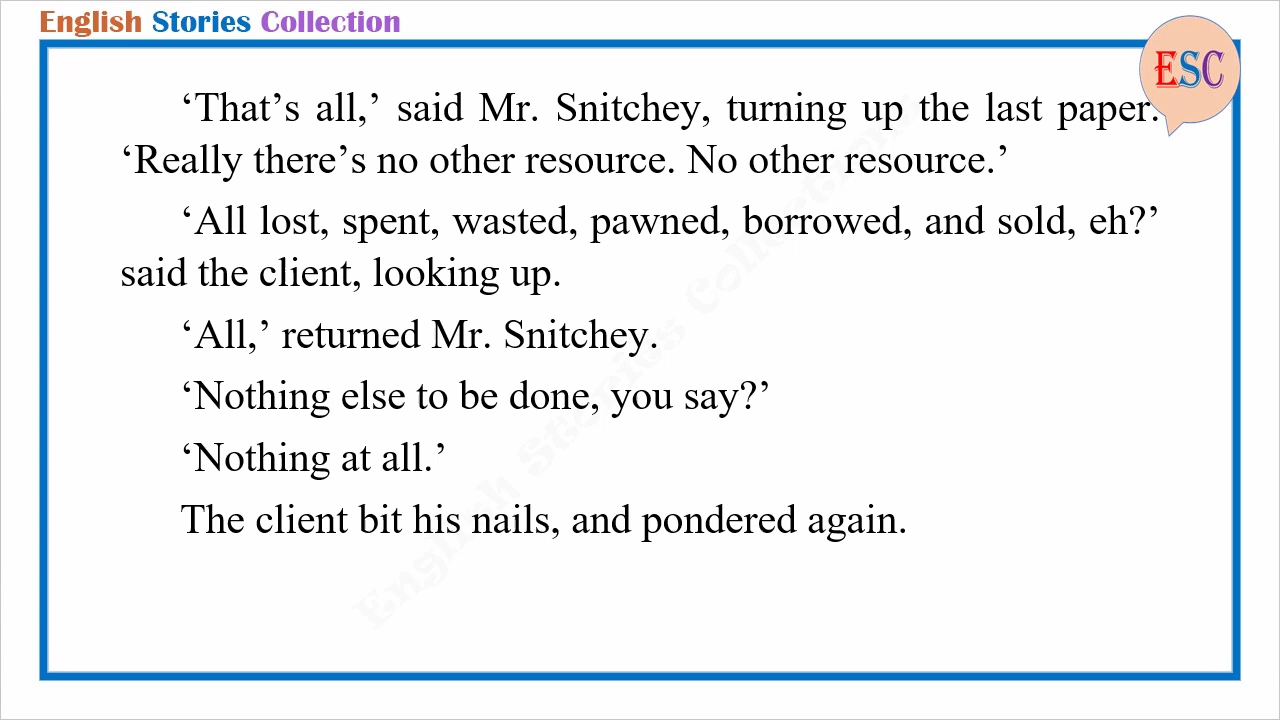 English Stories Collection
ESC
‘That’s all,’ said Mr. Snitchey, turning up the last paper.
‘Really there’s no other resource. No other resource.’
‘All lost, spent, wasted, pawned, borrowed, and sold, eh?’
said the client, looking up.
‘All,’ returned Mr. Snitchey.
‘Nothing else to be done, you say?’
‘Nothing at all.’
The client bit his nails, and pondered again.
English Stories Collection